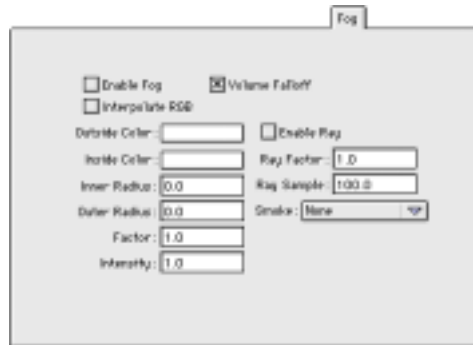 Fog
Enable Fog
Volume Falloff
Interpolate RGB
Outside Color :
Enable Ray
Inside Color :
Ray Factor : 1.0
Inner Radius : 0.0
Ray Sample : 100.0
Outer Radius : 0.0
Smoke : None
Factor : 1.0
Intensity : 1.0